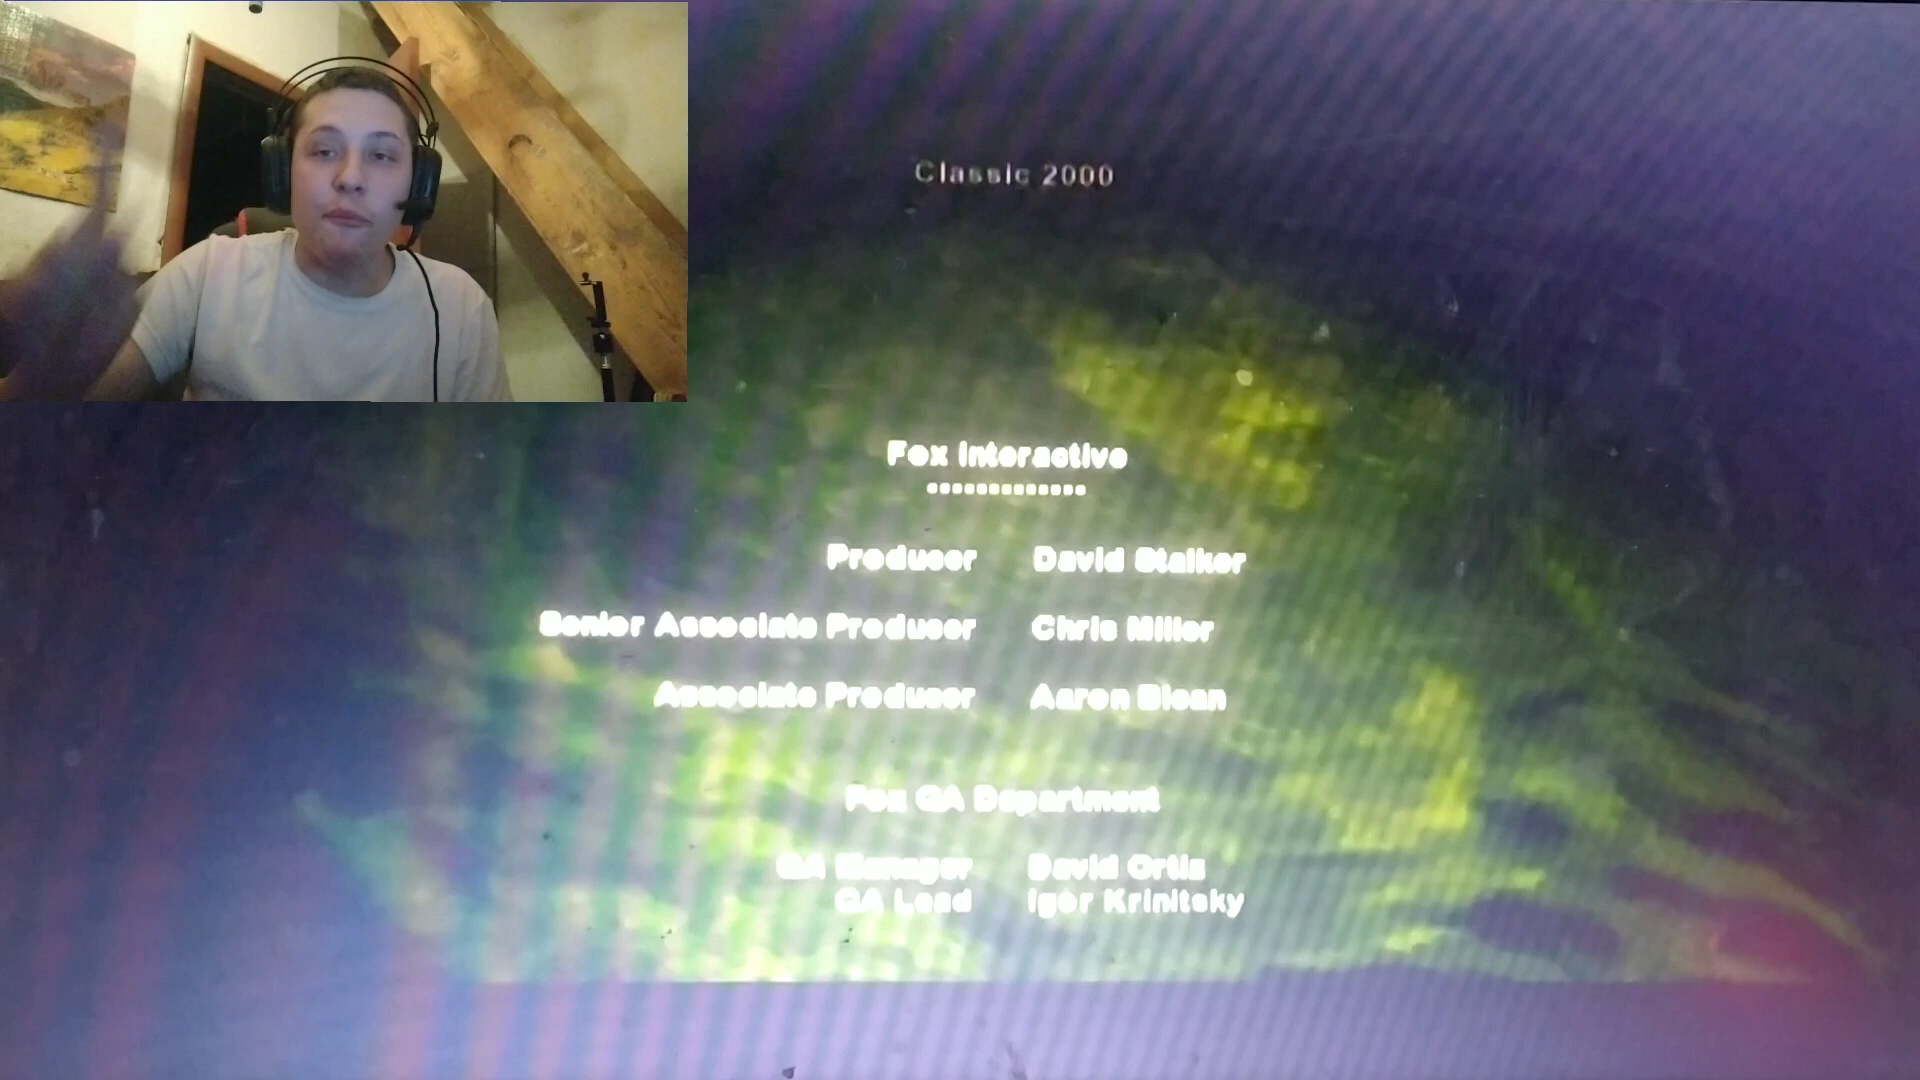 Classic 2000
Fox Interactive
Producer David Stalker
Senior Associate Producer Chris Miller
Associate Producer Aaron Blean
Fox QA Department
QA Manager David Ortiz
QA Lead Igor Krinitsky